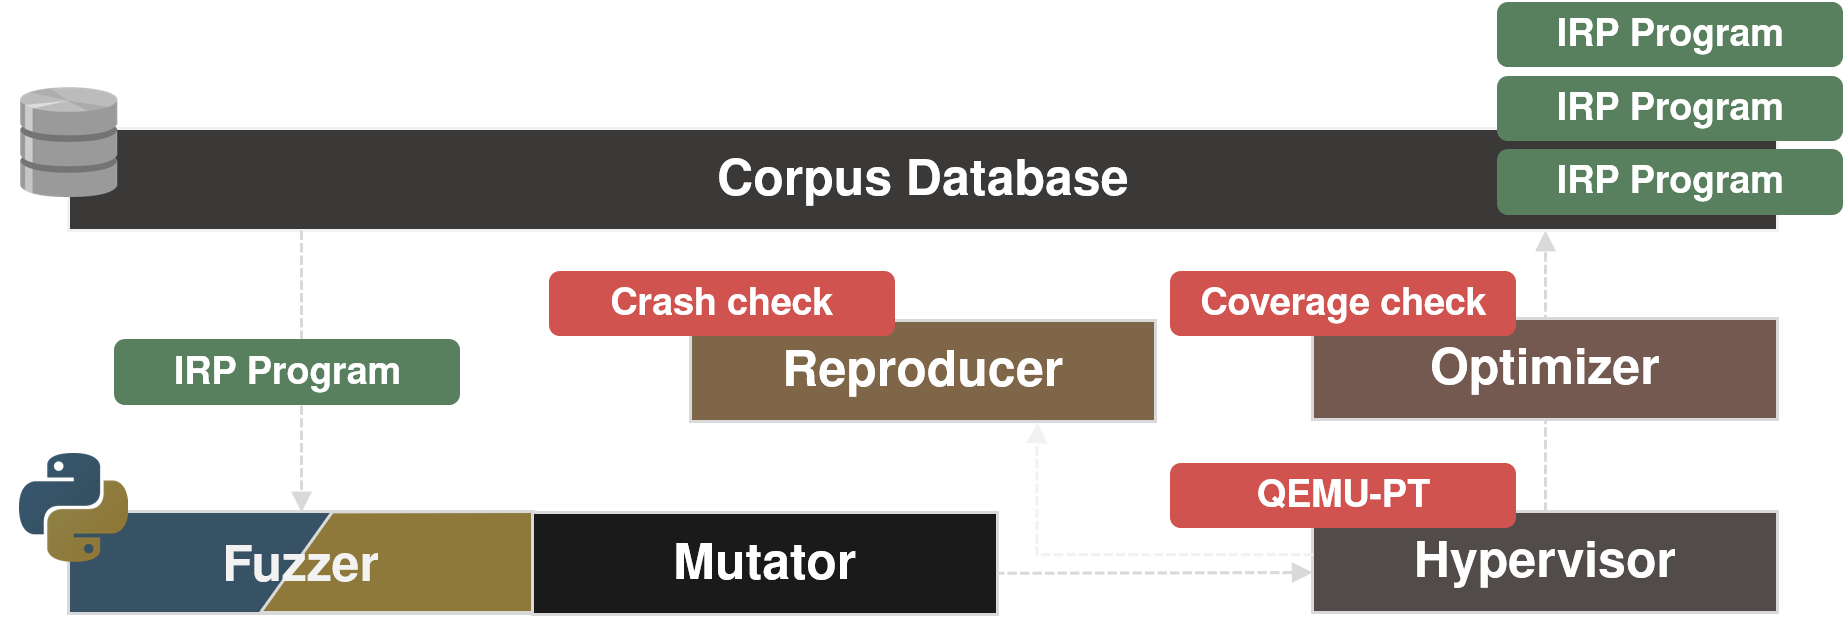 IRP Program
IRP Program
IRP Program
Corpus Database
Crash check
Coverage check
IRP Program
Reproducer
Optimizer
QEMU-PT
Fuzzer
Mutator
Hypervisor